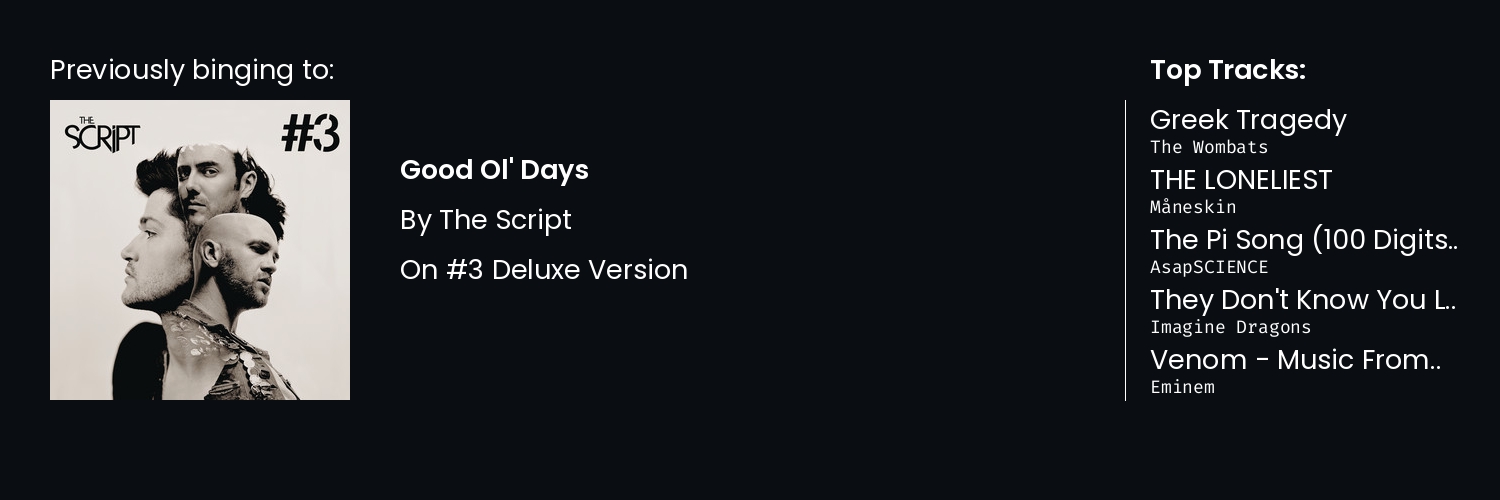 Previously binging to:
THE
SCRIPT
#3
Good Ol' Days
By The Script
On #3 Deluxe Version
Top Tracks:
Greek Tragedy
The Wombats
THE LONELIEST
Måneskin
The Pi Song (100 Digits..
AsapSCIENCE
They Don't Know You L..
Imagine Dragons
Venom - Music From..
Eminem